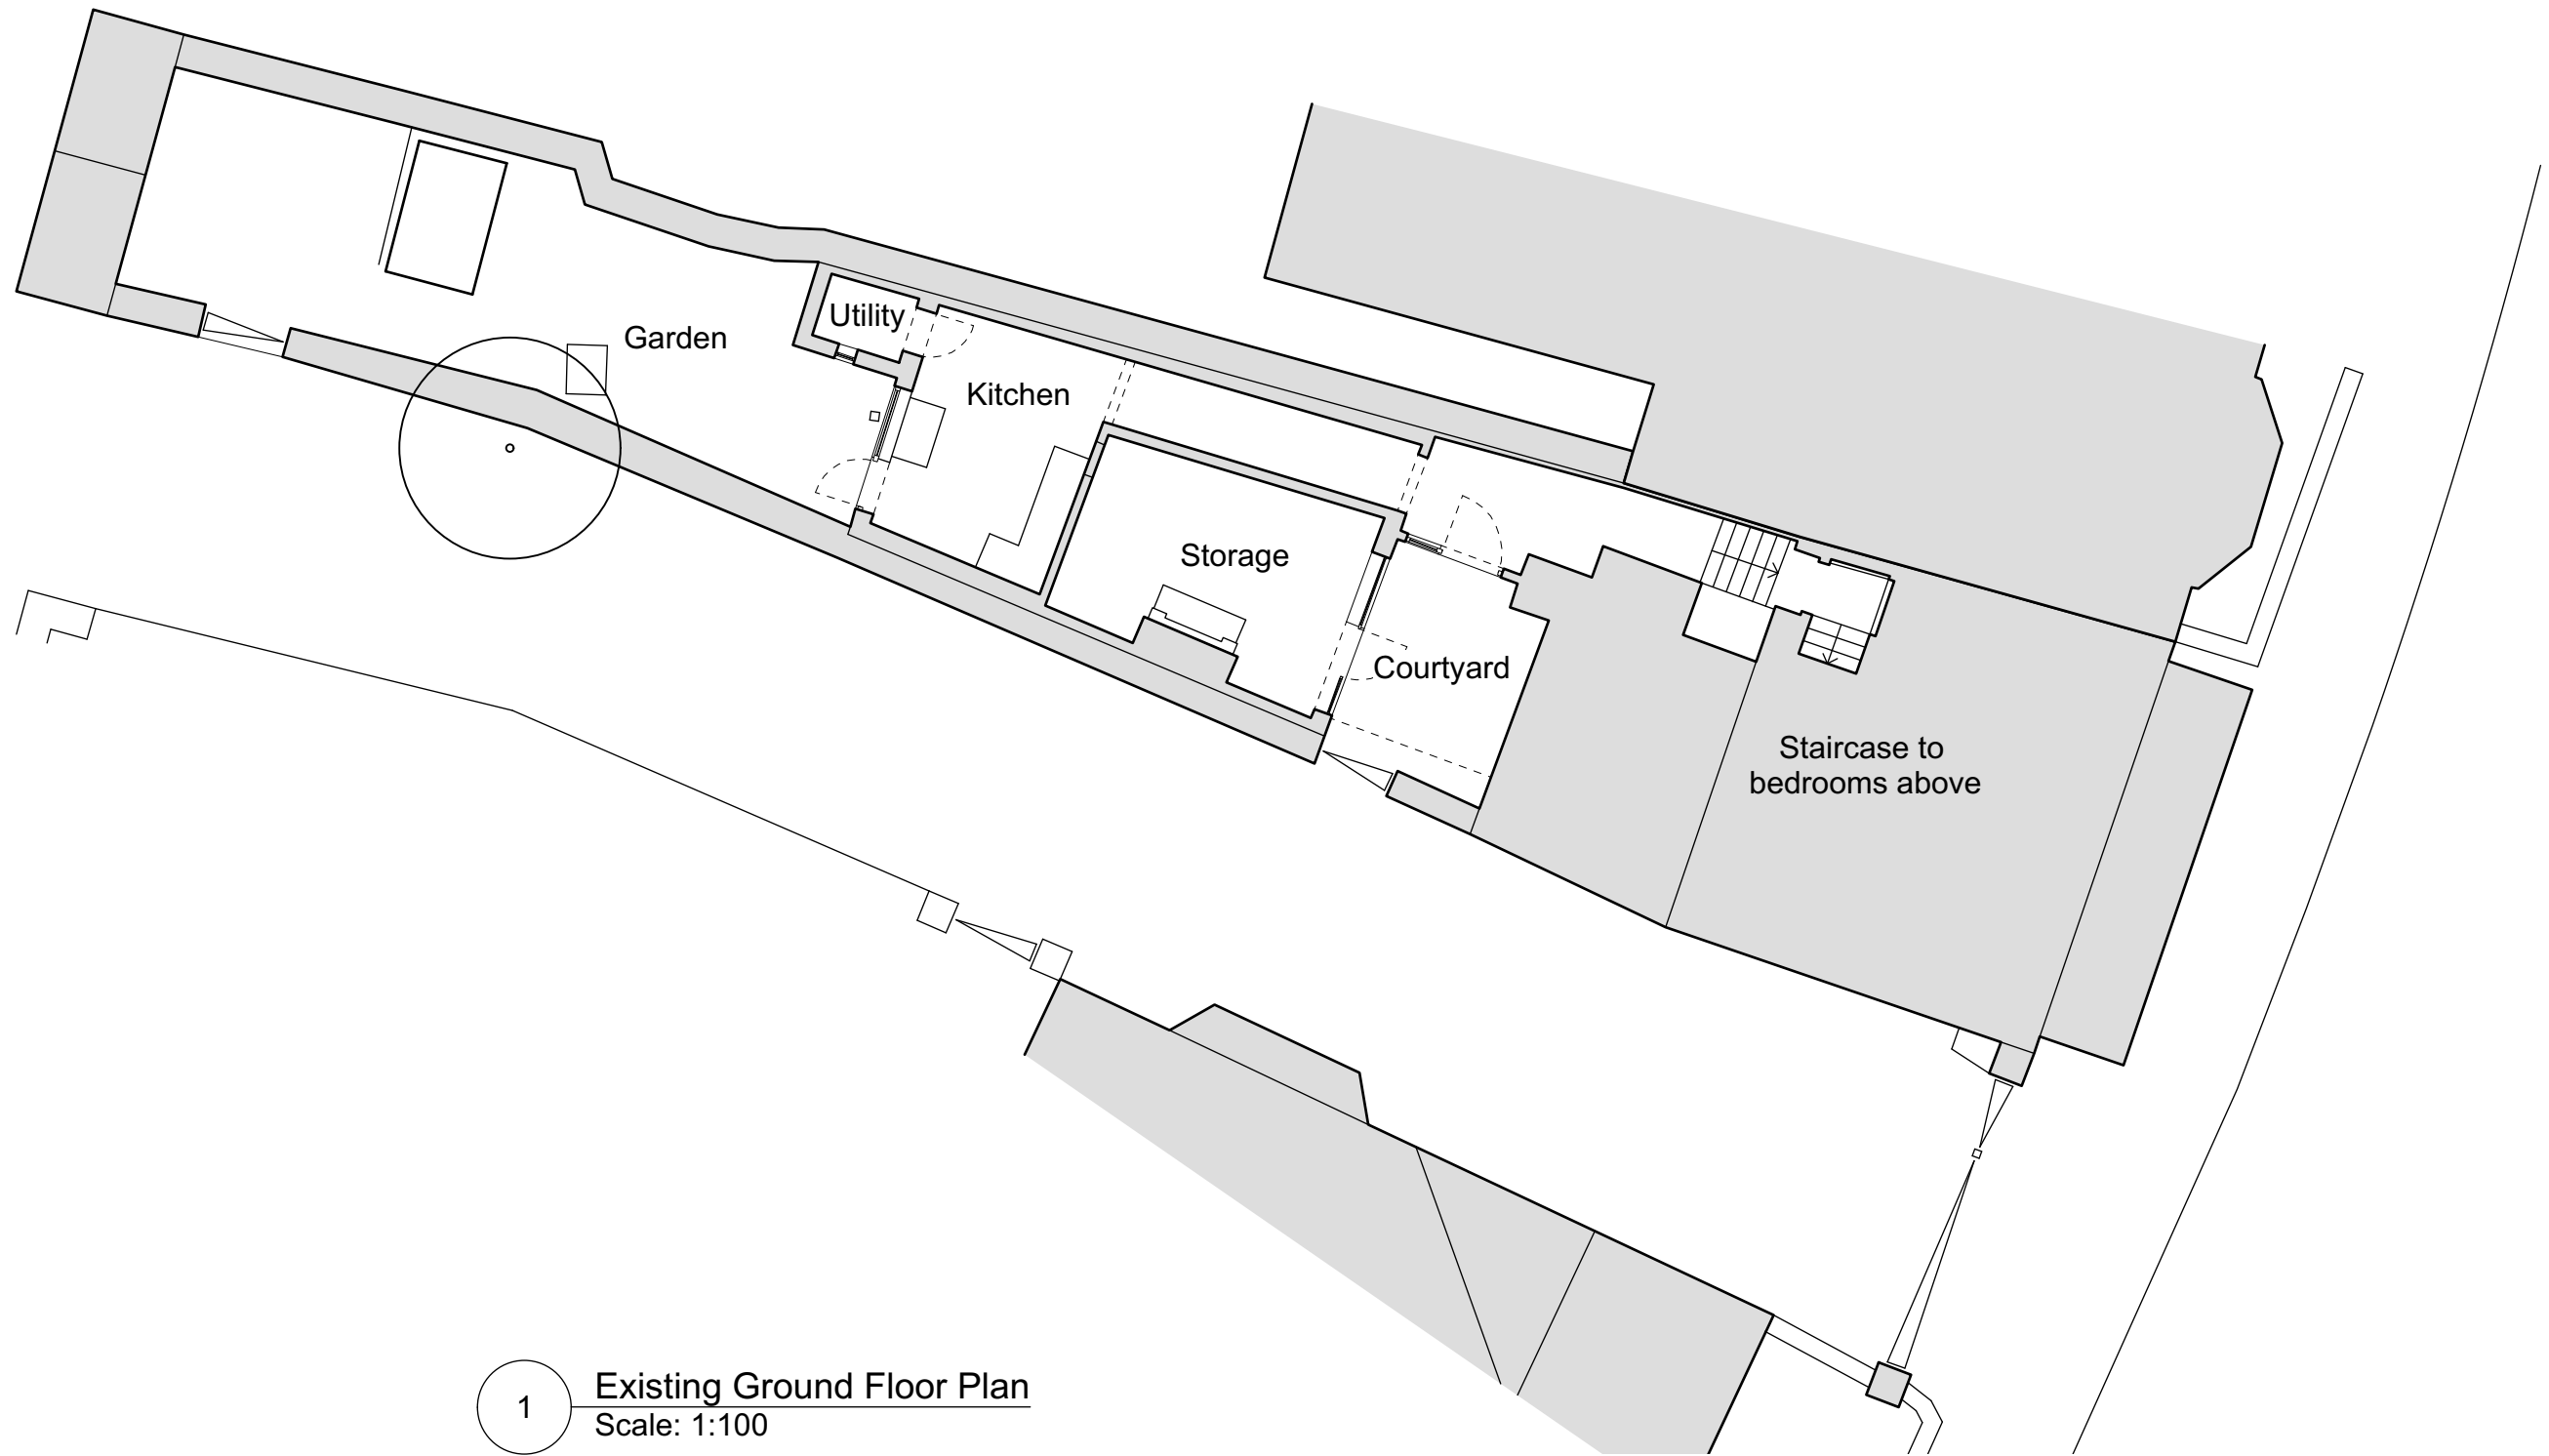 Utility
Garden
Kitchen
Storage
Courtyard
Staircase to
bedrooms above
1
Existing Ground Floor Plan
Scale: 1:100